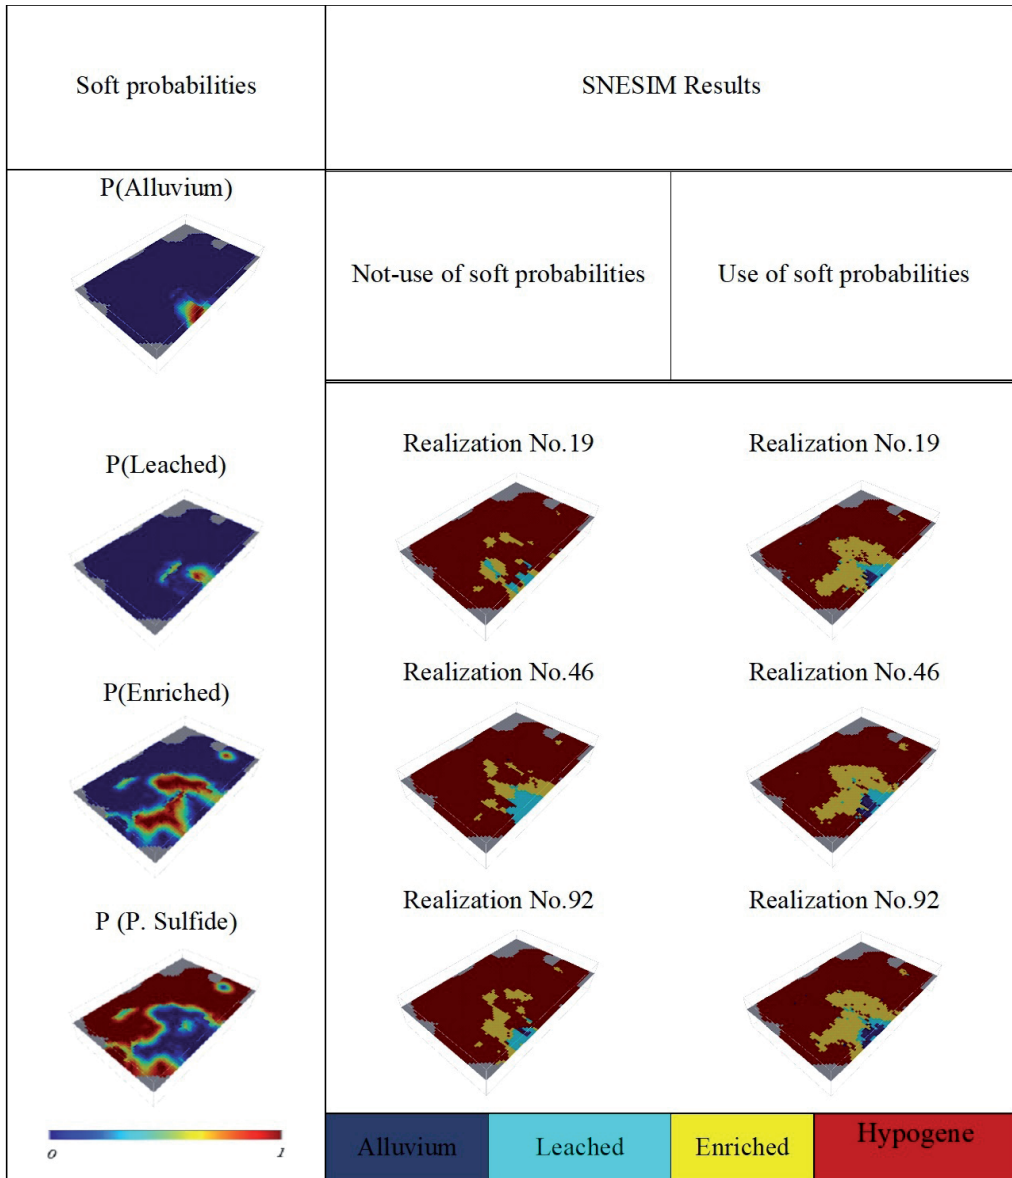 Soft probabilities
SNESIM Results
P(Alluvium)
Not-use of soft probabilities
Use of soft probabilities
P(Leached)
Realization No.19
Realization No.19
P(Enriched)
Realization No.46
Realization No.46
P (P. Sulfide)
Realization No.92
Realization No.92
0
1
Alluvium
Leached
Enriched
Hypogene